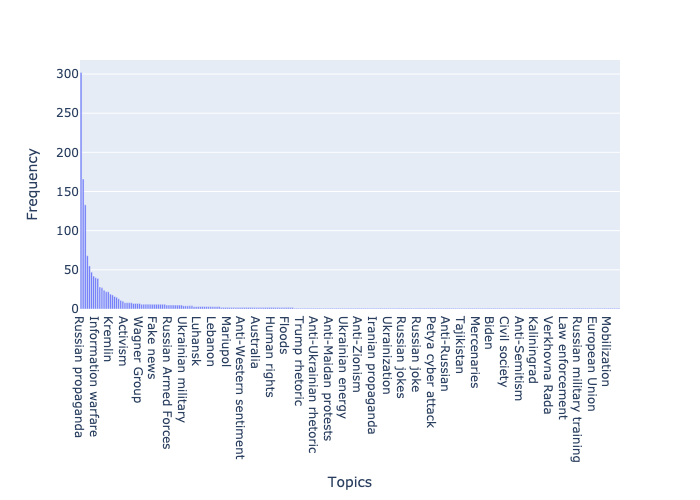 300
250
200
150
100
50
0
Frequency
Russian propaganda
Information warfare
Kremlin
Activism
Wagner Group
Fake news
Russian Armed Forces
Ukrainian military
Luhansk
Lebanon
Mariupol
Anti-Western sentiment
Australia
Human rights
Floods
Trump rhetoric
Anti-Ukrainian rhetoric
Anti-Maidan protests
Ukrainian energy
Anti-Zionism
Iranian propaganda
Ukrainization
Russian jokes
Russian joke
Petya cyber attack
Anti-Russian
Tajikistan
Mercenaries
Biden
Civil society
Anti-Semitism
Kaliningrad
Verkhovna Rada
Law enforcement
Russian military training
European Union
Mobilization
Topics